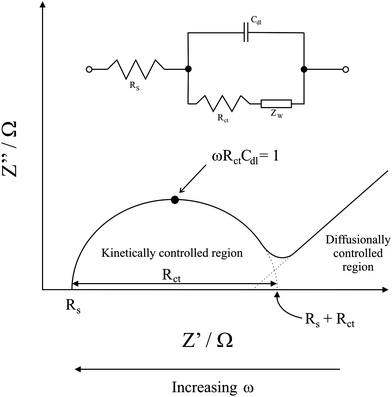 C_dl
R_S
R_ct
Z_W
Z” / Ω
ωR_ctC_dl= 1
Kinetically controlled region
Diffusionally
controlled
region
R_ct
R_s
R_s + R_ct
Z’ / Ω
Increasing ω